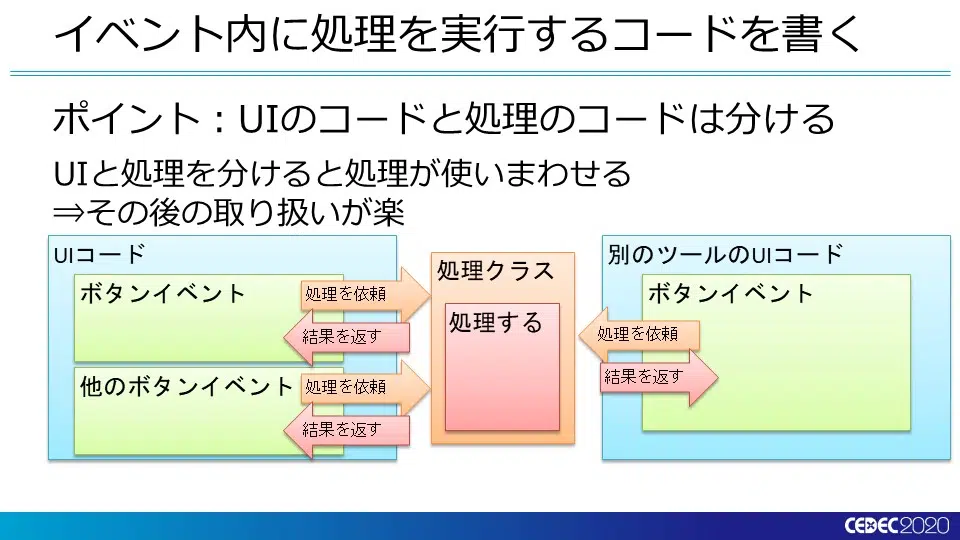 イベント内に処理を実行するコードを書く
ポイント：UIのコードと処理のコードは分ける
UIと処理を分けると処理が使いまわせる
⇒その後の取り扱いが楽
UIコード
ボタンイベント
処理を依頼
結果を返す
他のボタンイベント
処理を依頼
結果を返す
処理クラス
処理する
別のツールのUIコード
ボタンイベント
処理を依頼
結果を返す
CEDEC2020